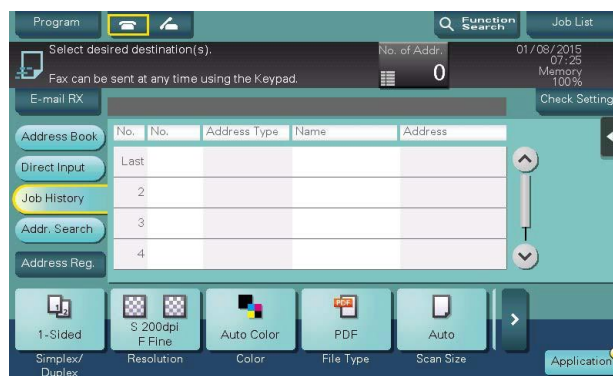 Program
Function Search
Job List
Select desired destination(s).
Fax can be sent at any time using the Keypad.
No. of Addr.
0
01/08/2015
07:25
Memory
100%
E-mail RX
Check Setting
Address Book
Direct Input
Job History
Addr. Search
Address Reg.
No. No. Address Type Name Address
Last
2
3
4
1-Sided
S 200dpi
F Fine
Auto Color
PDF
PDF
Auto
Simplex/
Duplex
Resolution
Color
File Type
Scan Size
Application